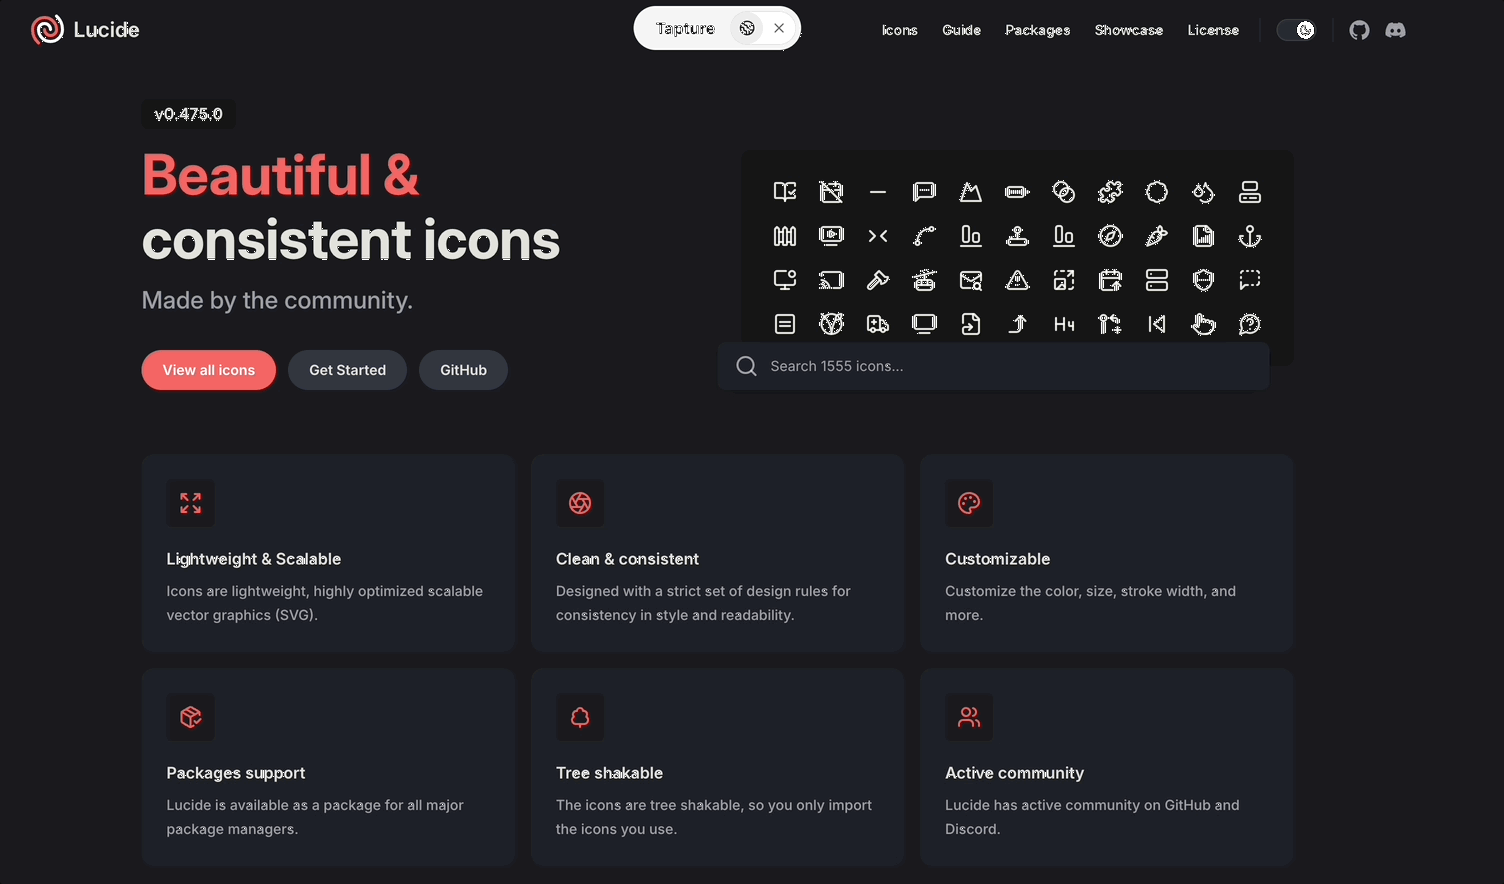 Lucide
Tapture
Icons
Guide
Packages
Showcase
License
v0.475.0
Beautiful &
consistent icons
Made by the community.
View all icons
Get Started
GitHub
Search 1555 icons...
Lightweight & Scalable
Icons are lightweight, highly optimized scalable
vector graphics (SVG).
Clean & consistent
Designed with a strict set of design rules for
consistency in style and readability.
Customizable
Customize the color, size, stroke width, and
more.
Packages support
Lucide is available as a package for all major
package managers.
Tree shakable
The icons are tree shakable, so you only import
the icons you use.
Active community
Lucide has active community on GitHub and
Discord.